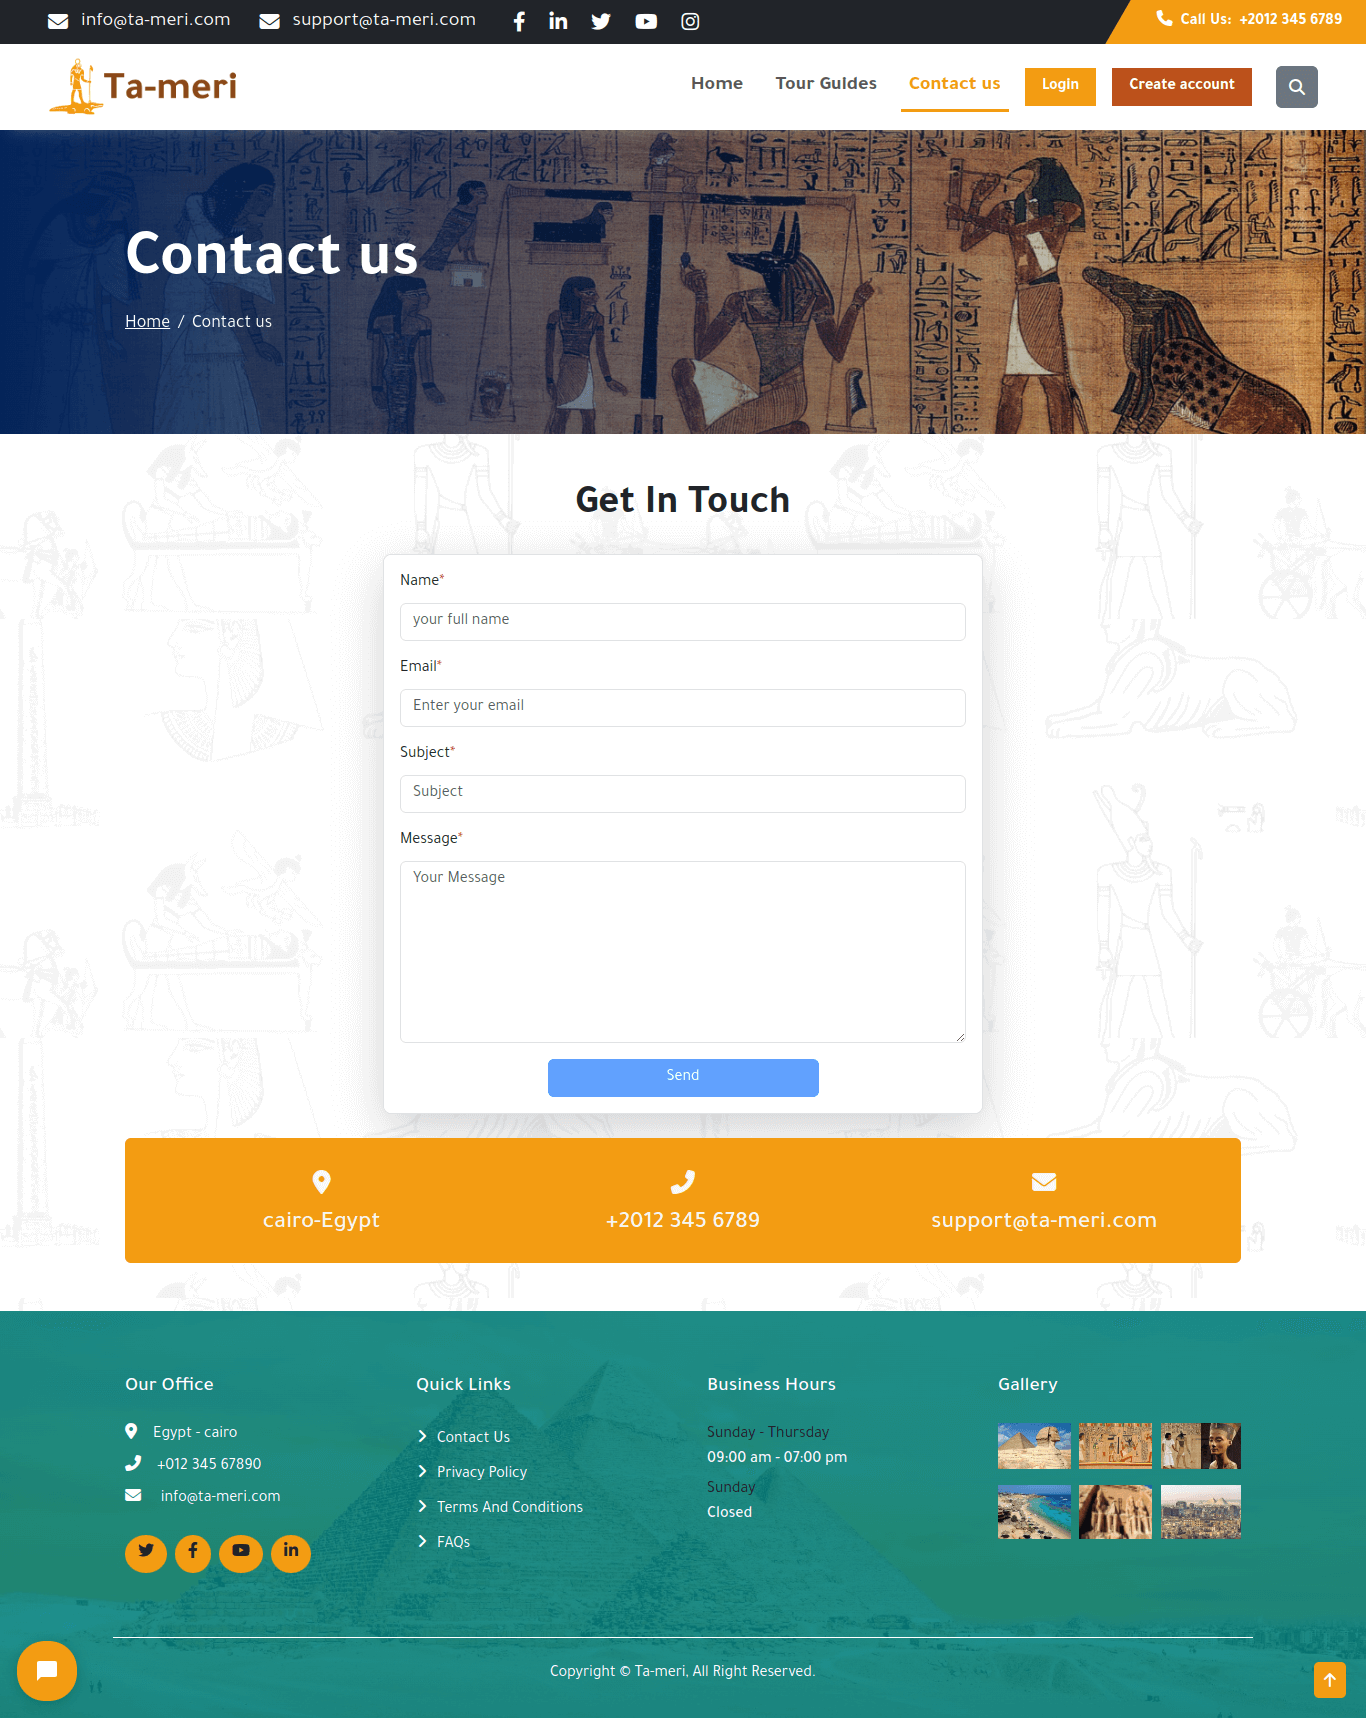 info@ta-meri.com support@ta-meri.com Call Us: +2012 345 6789
Ta-meri Home Tour Guides Contact us Login Create account
Contact us
Home / Contact us
Get In Touch
Name*
your full name
Email*
Enter your email
Subject*
Subject
Message*
Your Message
Send
cairo-Egypt +2012 345 6789 support@ta-meri.com
Our Office Quick Links Business Hours Gallery
Egypt - cairo
+012 345 67890
info@ta-meri.com
Contact Us
Privacy Policy
Terms And Conditions
FAQs
Sunday - Thursday
09:00 am - 07:00 pm
Sunday
Closed
Copyright © Ta-meri, All Right Reserved.